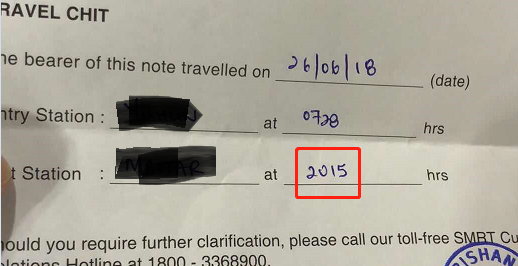 RAVEL CHIT
he bearer of this note travelled on 26/06/18 (date)
ntry Station : at 0728 hrs
t Station : at 2015 hrs
ould you require further clarification, please call our toll-free SMRT Cu
elations Hotline at 1800 - 3368900.
ISHAN